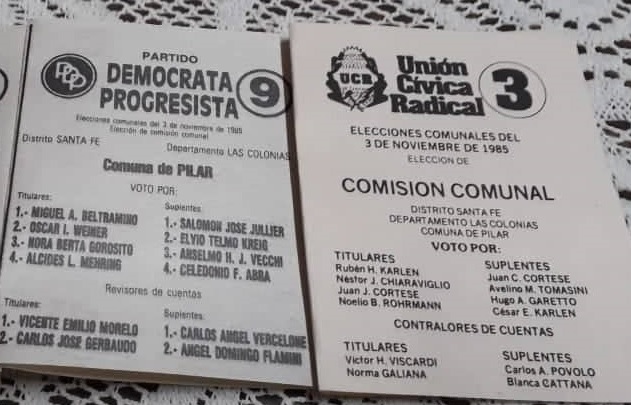 PDP
PARTIDO
DEMOCRATA
PROGRESISTA
9
Elecciones comunales del 3 de noviembre de 1985
Elección de comisión comunal
Distrito SANTA FE
Departamento LAS COLONIAS
Comuna de PILAR
VOTO POR:
Titulares:
1.- MIGUEL A. BELTRAMINO
2.- OSCAR I. WEINER
3.- NORA BERTA GOROSITO
4.- ALCIDES L. MEHRING
Suplentes:
1.- SALOMON JOSE JULLIER
2.- ELVIO TELMO KREIG
3.- ANSELMO H. J. VECCHI
4.- CELEDONIO F. ABBA
Revisores de cuentas
Titulares:
1.- VICENTE EMILIO MORELO
2.- CARLOS JOSE GERBAUDO
Suplentes:
1.- CARLOS ANGEL VERCELONE
2.- ANGEL DOMINGO FLAMINI
UCR
Unión
Cívica
Radical
3
ELECCIONES COMUNALES DEL
3 DE NOVIEMBRE DE 1985
ELECCION DE
COMISION COMUNAL
DISTRITO SANTA FE
DEPARTAMENTO LAS COLONIAS
COMUNA DE PILAR
VOTO POR:
TITULARES
Rubén H. KARLEN
Néstor J. CHIARAVIGLIO
Juan J. CORTESE
Noelio B. ROHRMANN
SUPLENTES
Juan C. CORTESE
Avelino M. TOMASINI
Hugo A. GARETTO
César E. KARLEN
CONTRALORES DE CUENTAS
TITULARES
Víctor H. VISCARDI
Norma GALIANA
SUPLENTES
Carlos A. POVOLO
Blanca CATTANA